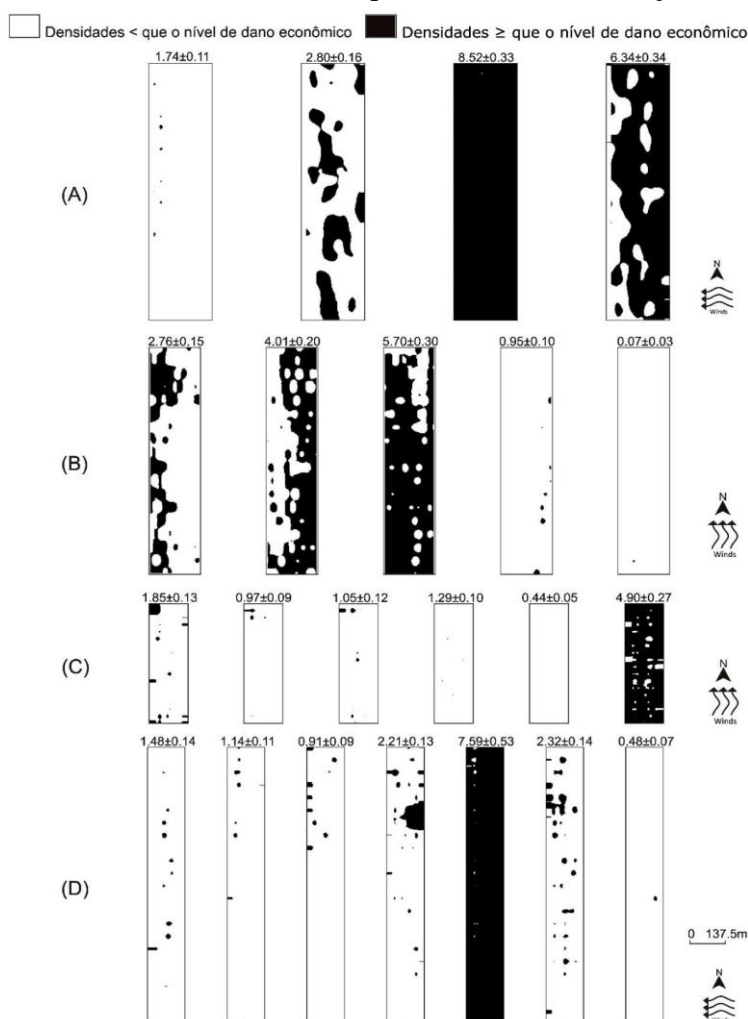 Densidades < que o nível de dano econômico Densidades ≥ que o nível de dano econômico
1.74±0.11 2.80±0.16 8.52±0.33 6.34±0.34
(A)
N
Winds
2.76±0.15 4.01±0.20 5.70±0.30 0.95±0.10 0.07±0.03
(B)
N
Winds
1.85±0.13 0.97±0.09 1.05±0.12 1.29±0.10 0.44±0.05 4.90±0.27
(C)
N
Winds
1.48±0.14 1.14±0.11 0.91±0.09 2.21±0.13 7.59±0.53 2.32±0.14 0.48±0.07
(D)
0 137.5m
N